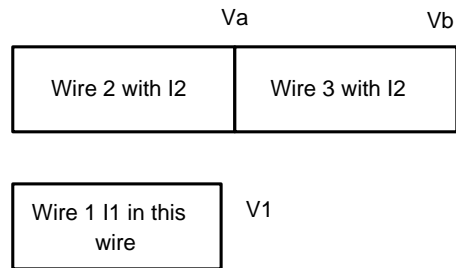 Va Vb
Wire 2 with I2 Wire 3 with I2
Wire 1 I1 in this V1
wire